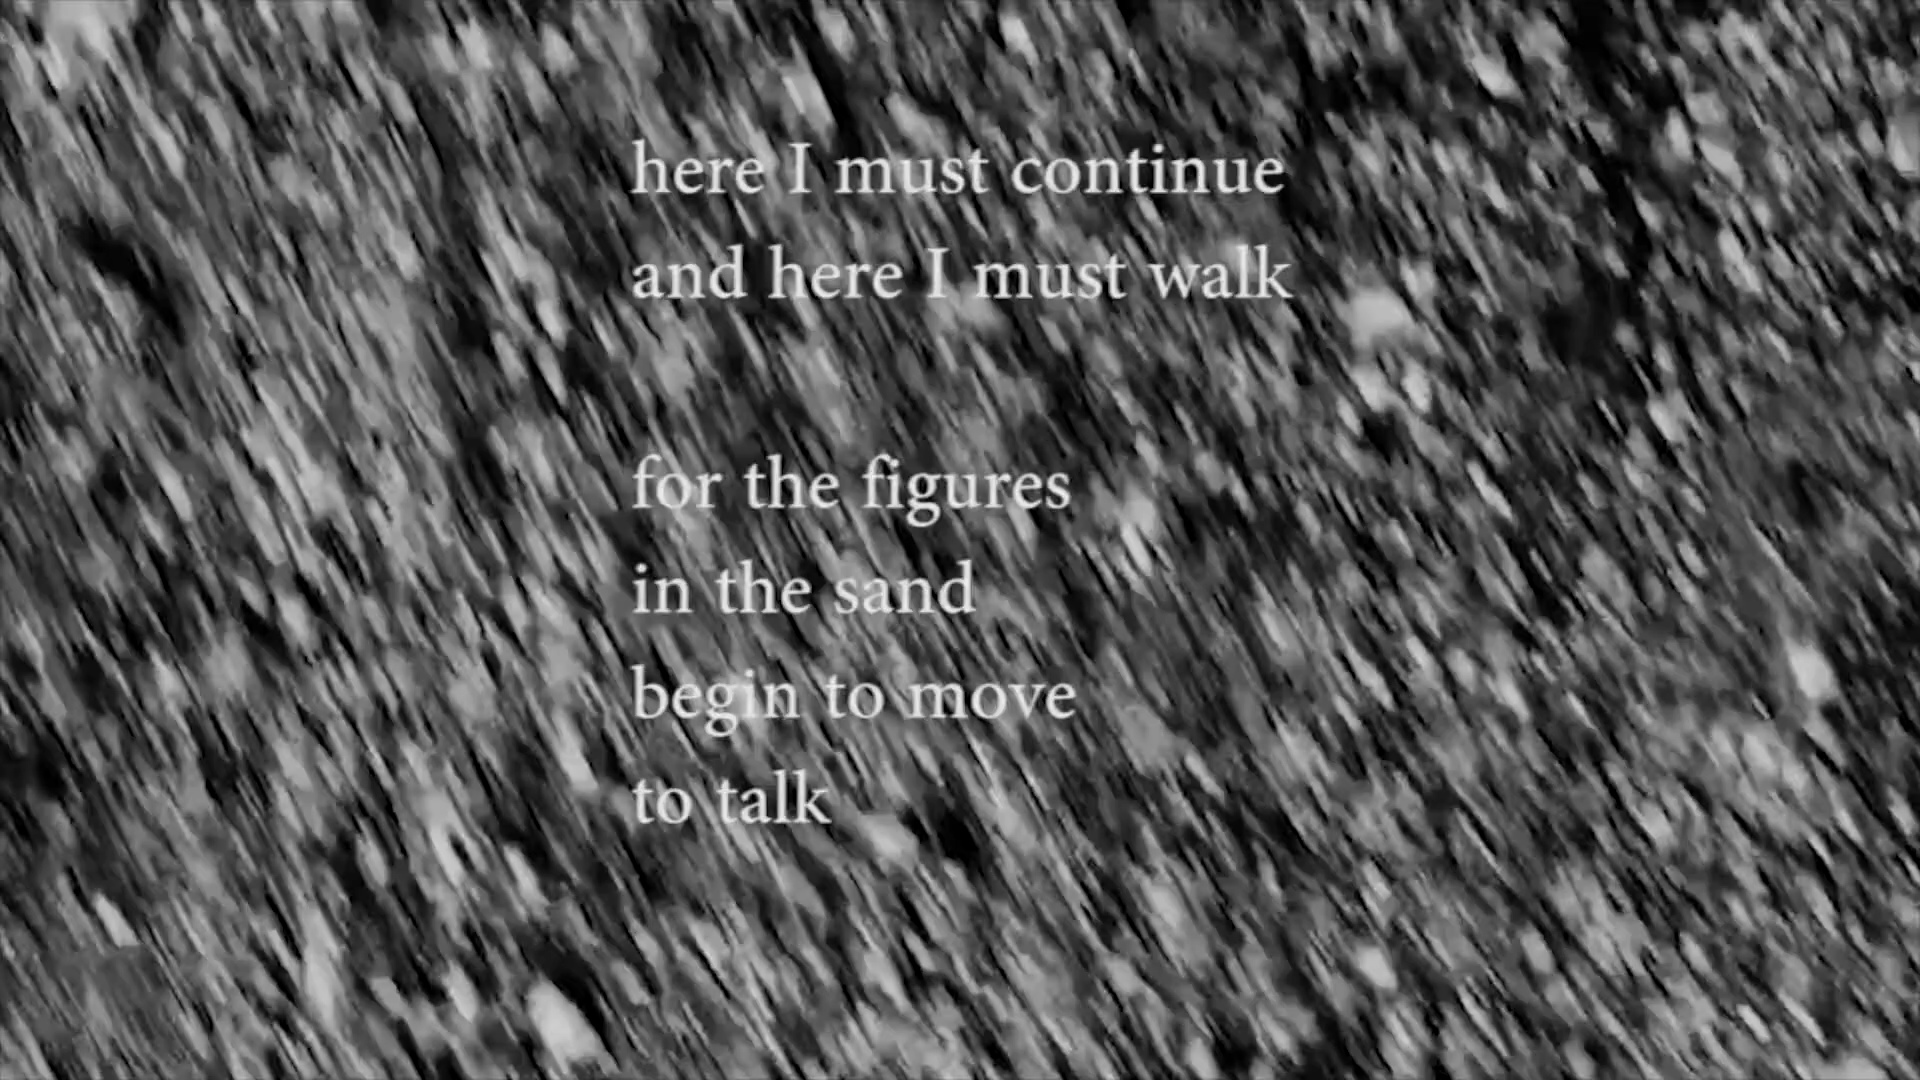 here I must continue
and here I must walk
for the figures
in the sand
begin to move
to talk